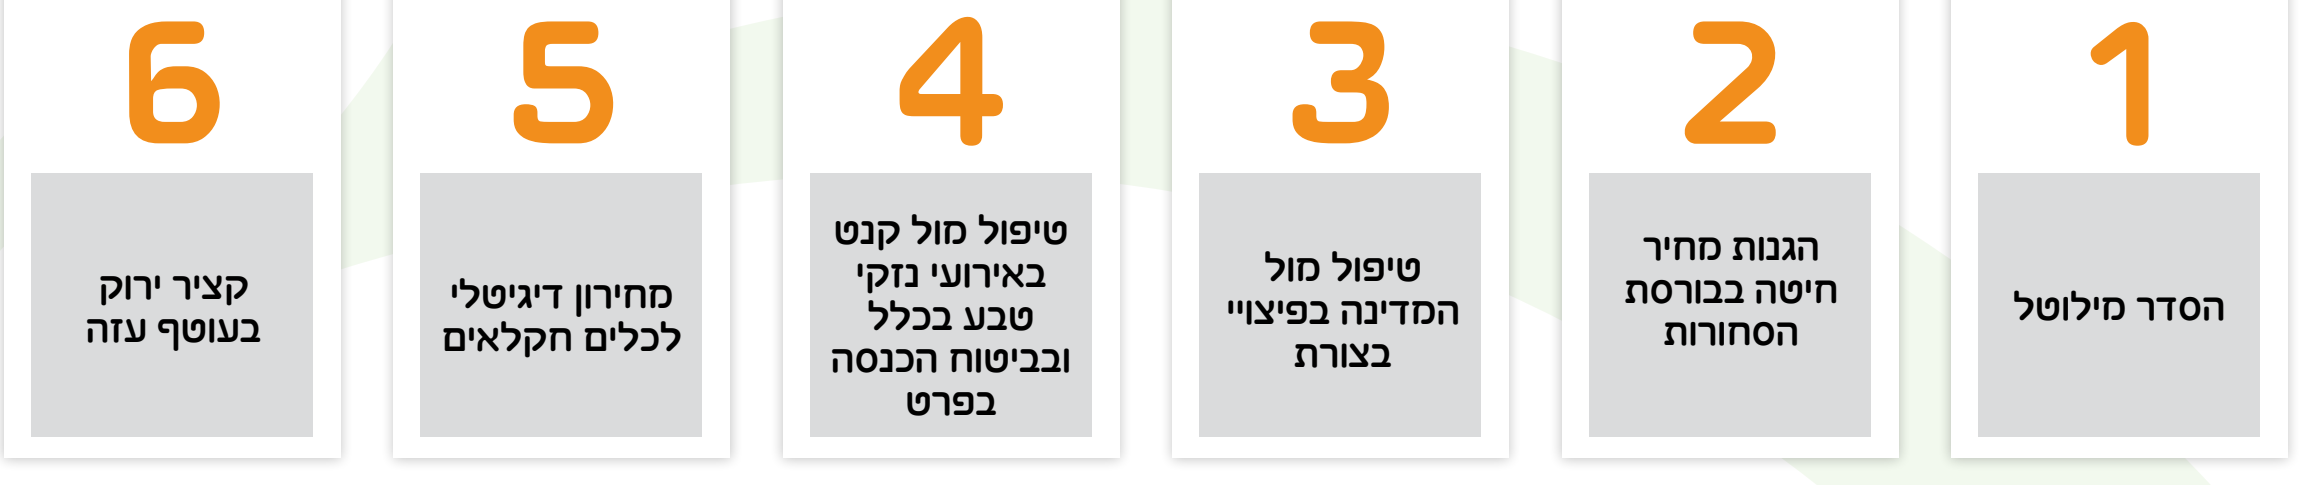 1
הסדר מילוטל
2
הגנות מחיר
חיטה בבורסת
הסחורות
3
טיפול מול
המדינה בפיצויי
בצורת
4
טיפול מול קנט
באירועי נזקי
טבע בכלל
ובביטוח הכנסה
בפרט
5
מחירון דיגיטלי
לכלים חקלאים
6
קציר ירוק
בעוטף עזה